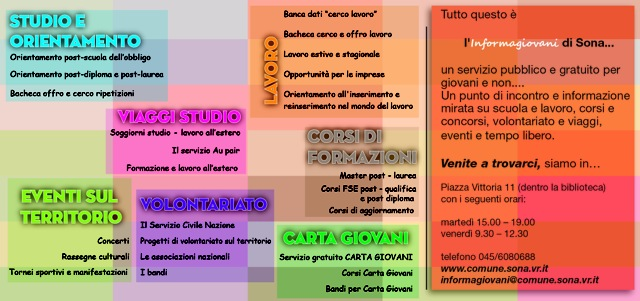 STUDIO E
ORIENTAMENTO
Orientamento post-scuola dell'obbligo
Orientamento post-diploma e post-laurea
Bacheca offro e cerco ripetizioni
LAVORO
Banca dati “cerco lavoro”
Bacheca cerco e offro lavoro
Lavoro estivo e stagionale
Opportunità per le imprese
Orientamento all'inserimento e
reinserimento nel mondo del lavoro
VIAGGI STUDIO
Soggiorni studio - lavoro all'estero
Il servizio Au pair
Formazione e lavoro all'estero
CORSI DI
FORMAZIONI
Master post - laurea
Corsi FSE post - qualifica
e post diploma
Corsi di aggiornamento
EVENTI SUL
TERRITORIO
Concerti
Rassegne culturali
Tornei sportivi e manifestazioni
VOLONTARIATO
Il Servizio Civile Nazione
Progetti di volontariato sul territorio
Le associazioni nazionali
I bandi
CARTA GIOVANI
Servizio gratuito CARTA GIOVANI
Corsi Carta Giovani
Bandi per Carta Giovani
Tutto questo è
l'Informagiovani di Sona...
un servizio pubblico e gratuito per
giovani e non....
Un punto di incontro e informazione
mirata su scuola e lavoro, corsi e
concorsi, volontariato e viaggi,
eventi e tempo libero.
Venite a trovarci, siamo in…
Piazza Vittoria 11 (dentro la biblioteca)
con i seguenti orari:
martedì 15.00 – 19.00
venerdì 9.30 – 12.30
telefono 045/6080688
www.comune.sona.vr.it
informagiovani@comune.sona.vr.it